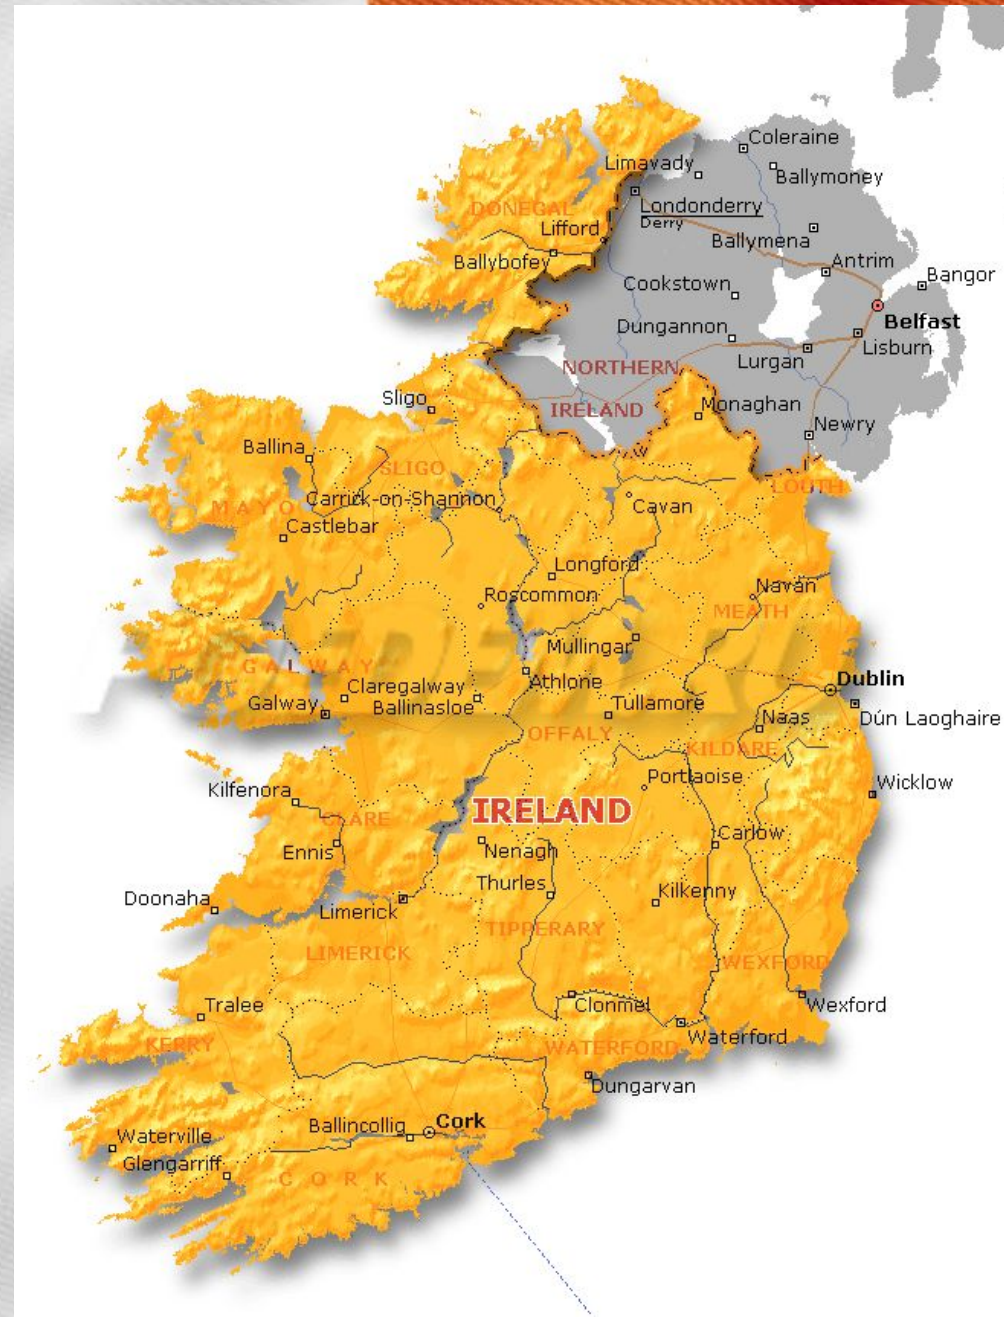 Coleraine
Limavady
Ballymoney
DONEGAL
Londonderry
Derry
Lifford
Ballymena
Ballybofey
Antrim
Cookstown
Bangor
Belfast
Dungannon
Lurgan
Lisburn
NORTHERN
IRELAND
Sligo
Monaghan
Newry
Ballina
SLIGO
LOUTH
MAYO
Carrick-on-Shannon
Cavan
Castlebar
Longford
Navan
Roscommon
MEATH
Mullingar
GALWAY
Athlone
Dublin
Claregalway
Galway
Ballinasloe
Tullamore
Naas
Dún Laoghaire
OFFALY
KILDARE
Portlaoise
Wicklow
Kilfenora
IRELAND
CLARE
Carlow
Ennis
Nenagh
Thurles
Kilkenny
Doonaha
Limerick
TIPPERARY
LIMERICK
WEXFORD
Tralee
Clonmel
Wexford
Waterford
KERRY
WATERFORD
Dungarvan
Ballincollig
Cork
Waterville
Glengarriff
CORK